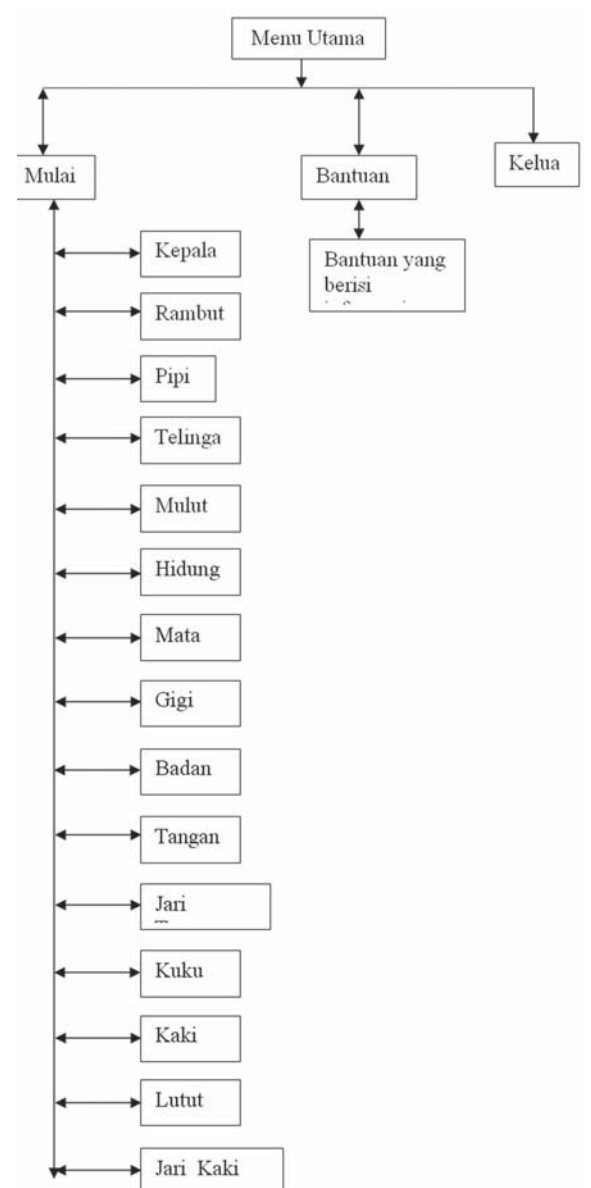 Menu Utama
Mulai
Bantuan
Kelua
Kepala
Bantuan yang
berisi
Rambut
Pipi
Telinga
Mulut
Hidung
Mata
Gigi
Badan
Tangan
Jari
Kuku
Kaki
Lutut
Jari Kaki